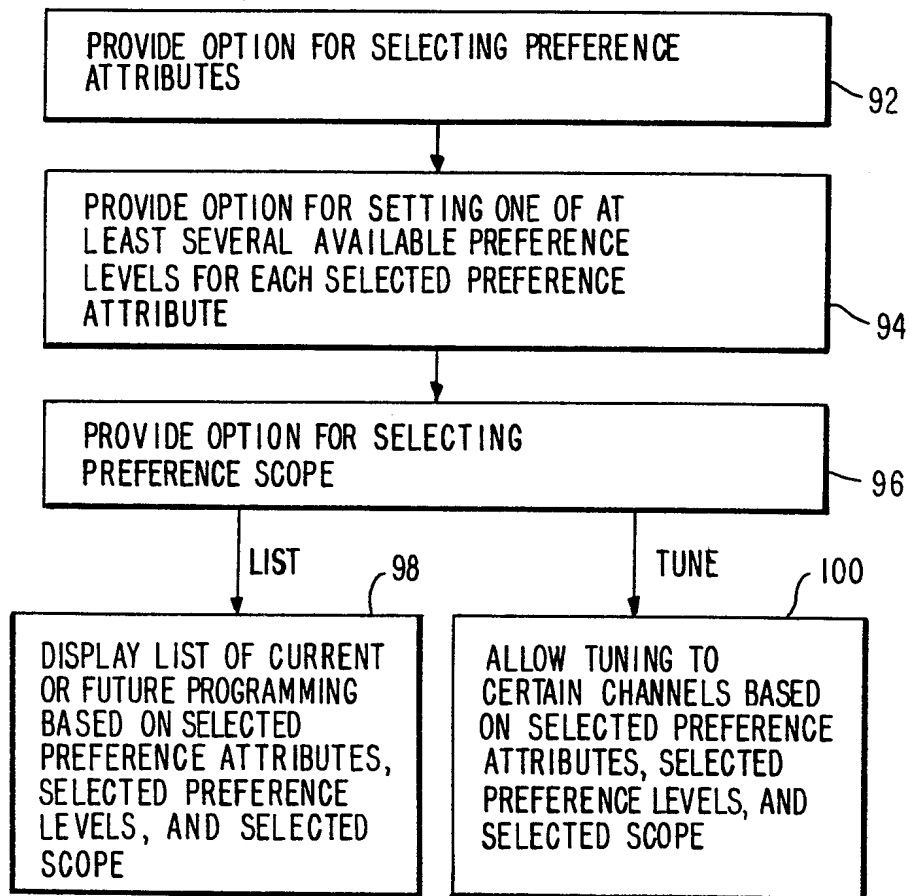 PROVIDE OPTION FOR SELECTING PREFERENCE
ATTRIBUTES
92
PROVIDE OPTION FOR SETTING ONE OF AT
LEAST SEVERAL AVAILABLE PREFERENCE
LEVELS FOR EACH SELECTED PREFERENCE
ATTRIBUTE
94
PROVIDE OPTION FOR SELECTING
PREFERENCE SCOPE
96
LIST
98
DISPLAY LIST OF CURRENT
OR FUTURE PROGRAMMING
BASED ON SELECTED
PREFERENCE ATTRIBUTES,
SELECTED PREFERENCE
LEVELS, AND SELECTED
SCOPE
TUNE
100
ALLOW TUNING TO
CERTAIN CHANNELS BASED
ON SELECTED PREFERENCE
ATTRIBUTES, SELECTED
PREFERENCE LEVELS, AND
SELECTED SCOPE